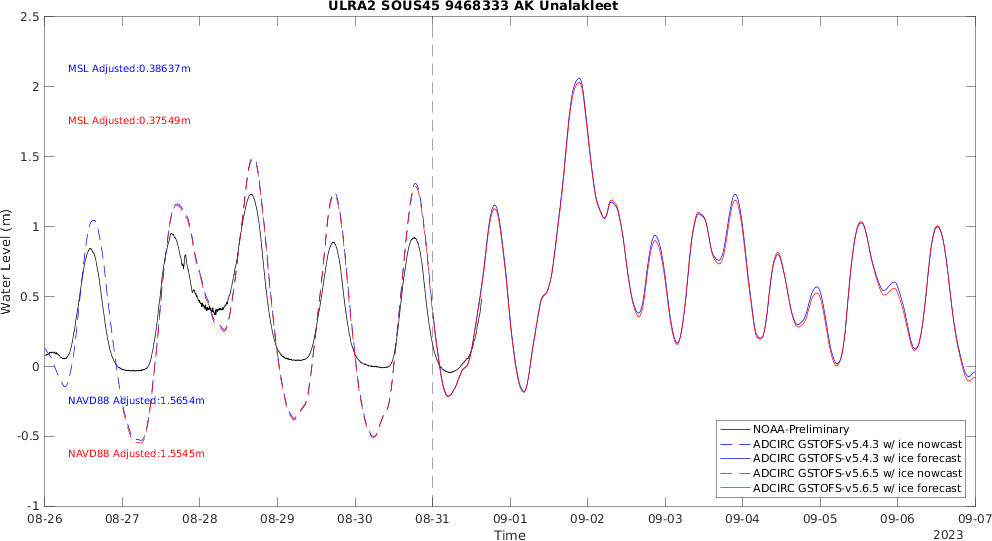 ULRA2 SOUS45 9468333 AK Unalakleet
Water Level (m)
2.5
2
1.5
1
0.5
0
-0.5
-1
MSL Adjusted:0.38637m
MSL Adjusted:0.37549m
NAVD88 Adjusted:1.5654m
NAVD88 Adjusted:1.5545m
NOAA-Preliminary
ADCIRC GSTOFS-v5.4.3 w/ ice nowcast
ADCIRC GSTOFS-v5.4.3 w/ ice forecast
ADCIRC GSTOFS-v5.6.5 w/ ice nowcast
ADCIRC GSTOFS-v5.6.5 w/ ice forecast
08-26 08-27 08-28 08-29 08-30 08-31 09-01 09-02 09-03 09-04 09-05 09-06 09-07
Time
2023